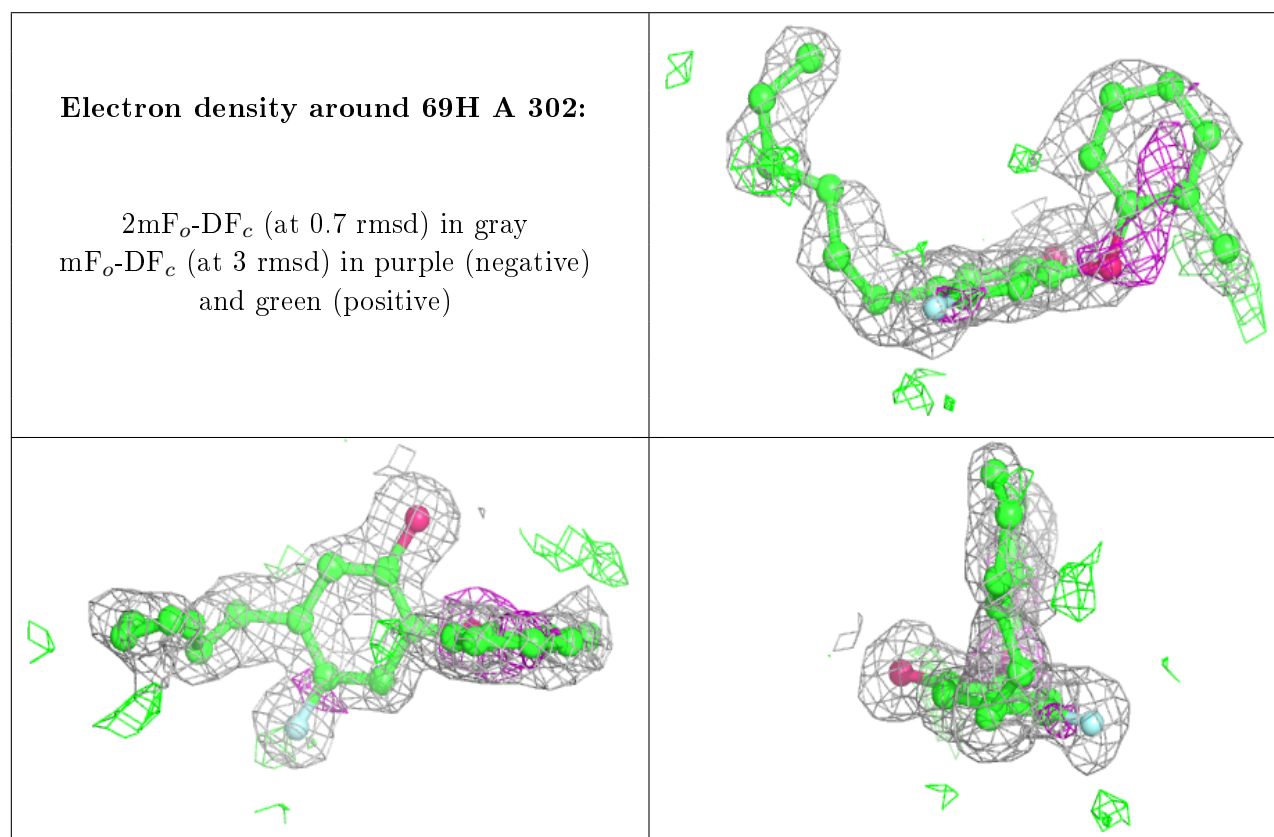 Electron density around 69H A 302:
2mFₒ-DF𝒸 (at 0.7 rmsd) in gray
mFₒ-DF𝒸 (at 3 rmsd) in purple (negative)
and green (positive)